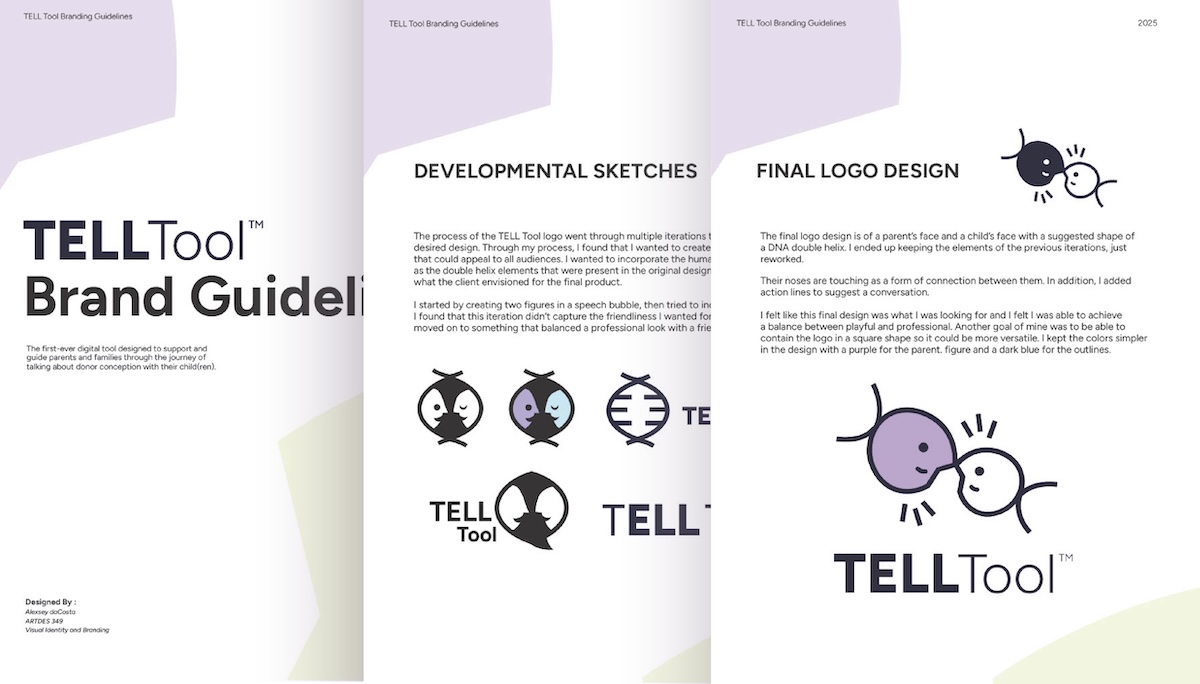 TELL Tool Branding Guidelines
TELLTool™
Brand Guideli
The first-ever digital tool designed to support and
guide parents and families through the journey of
talking about donor conception with their child(ren).
Designed By :
Alexsey daCosta
ARTDES 349
Visual Identity and Branding
TELL Tool Branding Guidelines
DEVELOPMENTAL SKETCHES
The process of the TELL Tool logo went through multiple iterations
desired design. Through my process, I found that I wanted to create
that could appeal to all audiences. I wanted to incorporate the huma
as the double helix elements that were present in the original design
what the client envisioned for the final product.
I started by creating two figures in a speech bubble, then tried to
I found that this iteration didn't capture the friendliness I wanted for
moved on to something that balanced a professional look with a frie
TE
TELL
Tool
TELL
TELL Tool Branding Guidelines
2025
FINAL LOGO DESIGN
The final logo design is of a parent's face and a child's face with a suggested shape of
a DNA double helix. I ended up keeping the elements of the previous iterations, just
reworked.
Their noses are touching as a form of connection between them. In addition, I added
action lines to suggest a conversation.
I felt like this final design was what I was looking for and I felt I was able to achieve
a balance between playful and professional. Another goal of mine was to be able to
contain the logo in a square shape so it could be more versatile. I kept the colors simpler
in the design with a purple for the parent. figure and a dark blue for the outlines.
TELLTool™